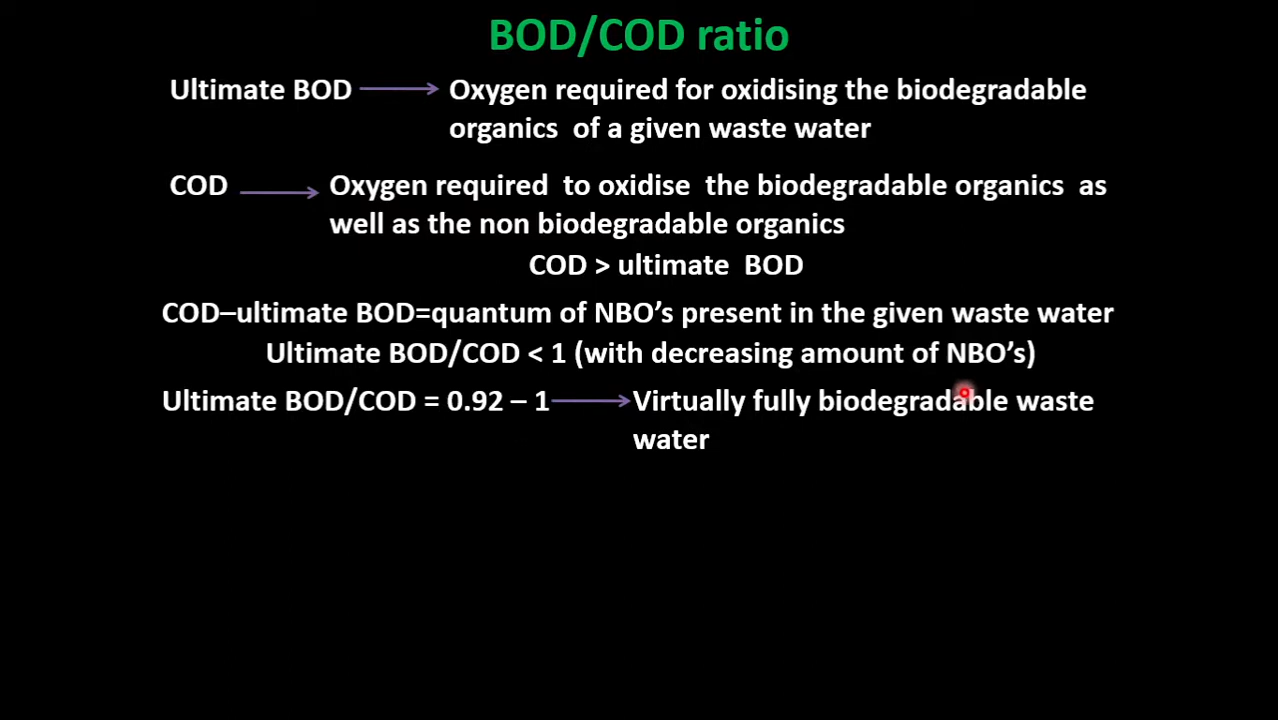 BOD/COD ratio
Ultimate BOD Oxygen required for oxidising the biodegradable
organics of a given waste water
COD Oxygen required to oxidise the biodegradable organics as
well as the non biodegradable organics
COD > ultimate BOD
COD–ultimate BOD=quantum of NBO’s present in the given waste water
Ultimate BOD/COD < 1 (with decreasing amount of NBO’s)
Ultimate BOD/COD = 0.92 – 1 Virtually fully biodegradable waste
water